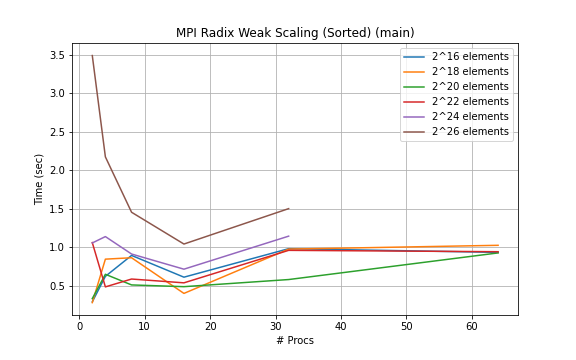 MPI Radix Weak Scaling (Sorted) (main)
3.5
3.0
2.5
2.0
1.5
1.0
0.5
Time (sec)
2^16 elements
2^18 elements
2^20 elements
2^22 elements
2^24 elements
2^26 elements
0 10 20 30 40 50 60
# Procs